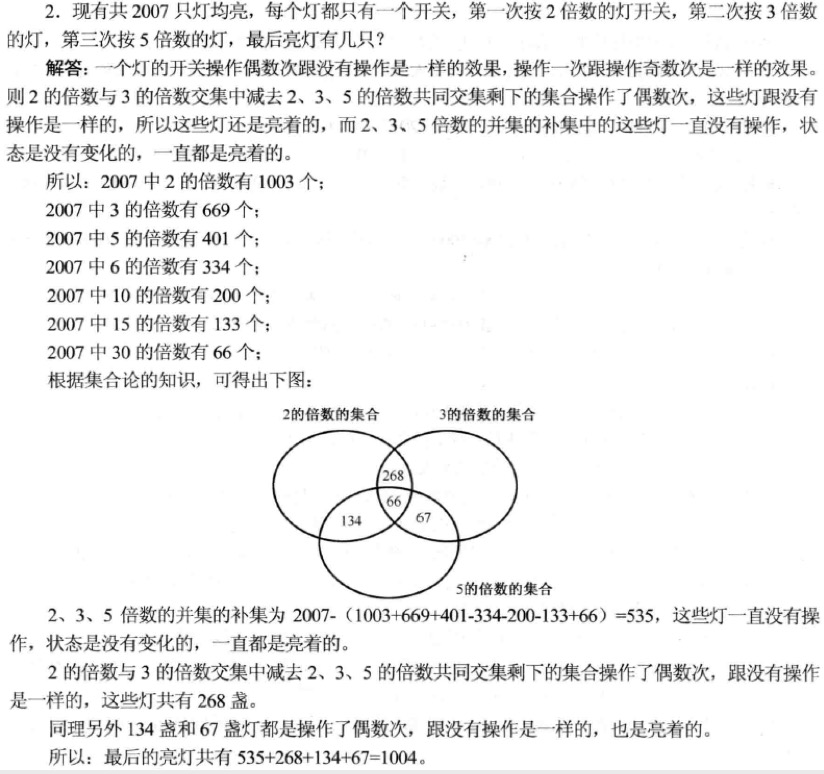 2．现有共 2007 只灯均亮，每个灯都只有一个开关，第一次按 2 倍数的灯开关，第二次按 3 倍数
的灯，第三次按 5 倍数的灯，最后亮灯有几只？
解答：一个灯的开关操作偶数次跟没有操作是一样的效果，操作一次跟操作奇数次是一样的效果。
则 2 的倍数与 3 的倍数交集中减去 2、3、5 的倍数共同交集剩下的集合操作了偶数次，这些灯跟没有
操作是一样的，所以这些灯还是亮着的，而 2、3、5 倍数的并集的补集中的这些灯一直没有操作，状
态是没有变化的，一直都是亮着的。
所以：2007 中 2 的倍数有 1003 个；
2007 中 3 的倍数有 669 个；
2007 中 5 的倍数有 401 个；
2007 中 6 的倍数有 334 个；
2007 中 10 的倍数有 200 个；
2007 中 15 的倍数有 133 个；
2007 中 30 的倍数有 66 个；
根据集合论的知识，可得出下图：
2的倍数的集合
3的倍数的集合
268
66
134
67
5的倍数的集合
2、3、5 倍数的并集的补集为 2007-（1003+669+401-334-200-133+66）=535，这些灯一直没有操
作，状态是没有变化的，一直都是亮着的。
2 的倍数与 3 的倍数交集中减去 2、3、5 的倍数共同交集剩下的集合操作了偶数次，跟没有操作
是一样的，这些灯共有 268 盏。
同理另外 134 盏和 67 盏灯都是操作了偶数次，跟没有操作是一样的，也是亮着的。
所以：最后的亮灯共有 535+268+134+67=1004。